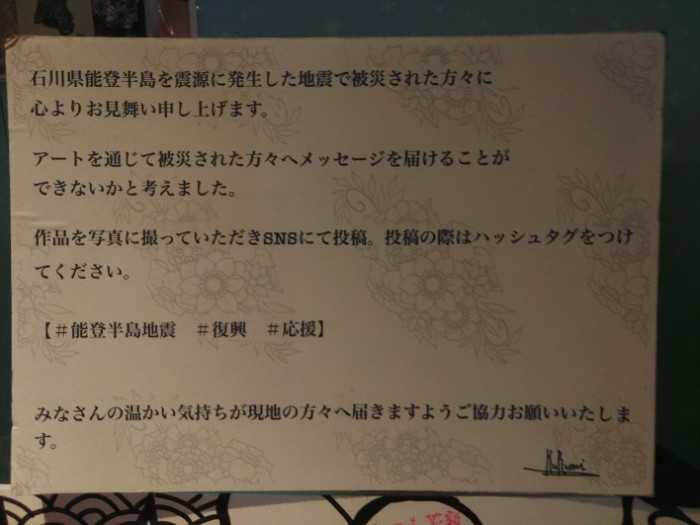 石川県能登半島を震源に発生した地震で被災された方々に
心よりお見舞い申し上げます。
アートを通じて被災された方々へメッセージを届けることが
できないかと考えました。
作品を写真に撮っていただきSNSにて投稿。投稿の際はハッシュタグをつけ
てください。
【＃能登半島地震　＃復興　＃応援】
みなさんの温かい気持ちが現地の方々へ届きますようご協力お願いいたしま
す。